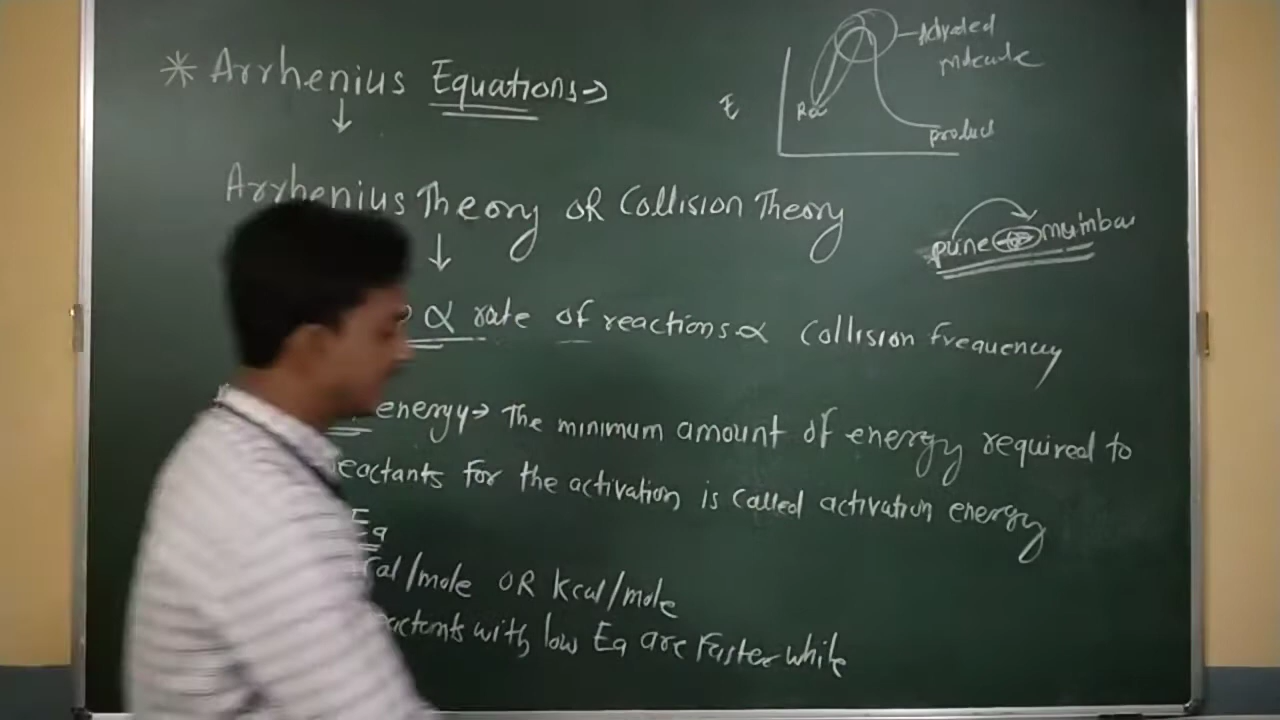 * Arrhenius Equations→
Arrhenius Theory OR Collision Theory
∝ rate of reactions ∝ Collision frequency
energy→ The minimum amount of energy required to
eactants for the activation is called activation energy
Ea
cal/mole OR kcal/mole
actants with low Ea are Faster while
E
Activated
molecule
product
pune
mumbai